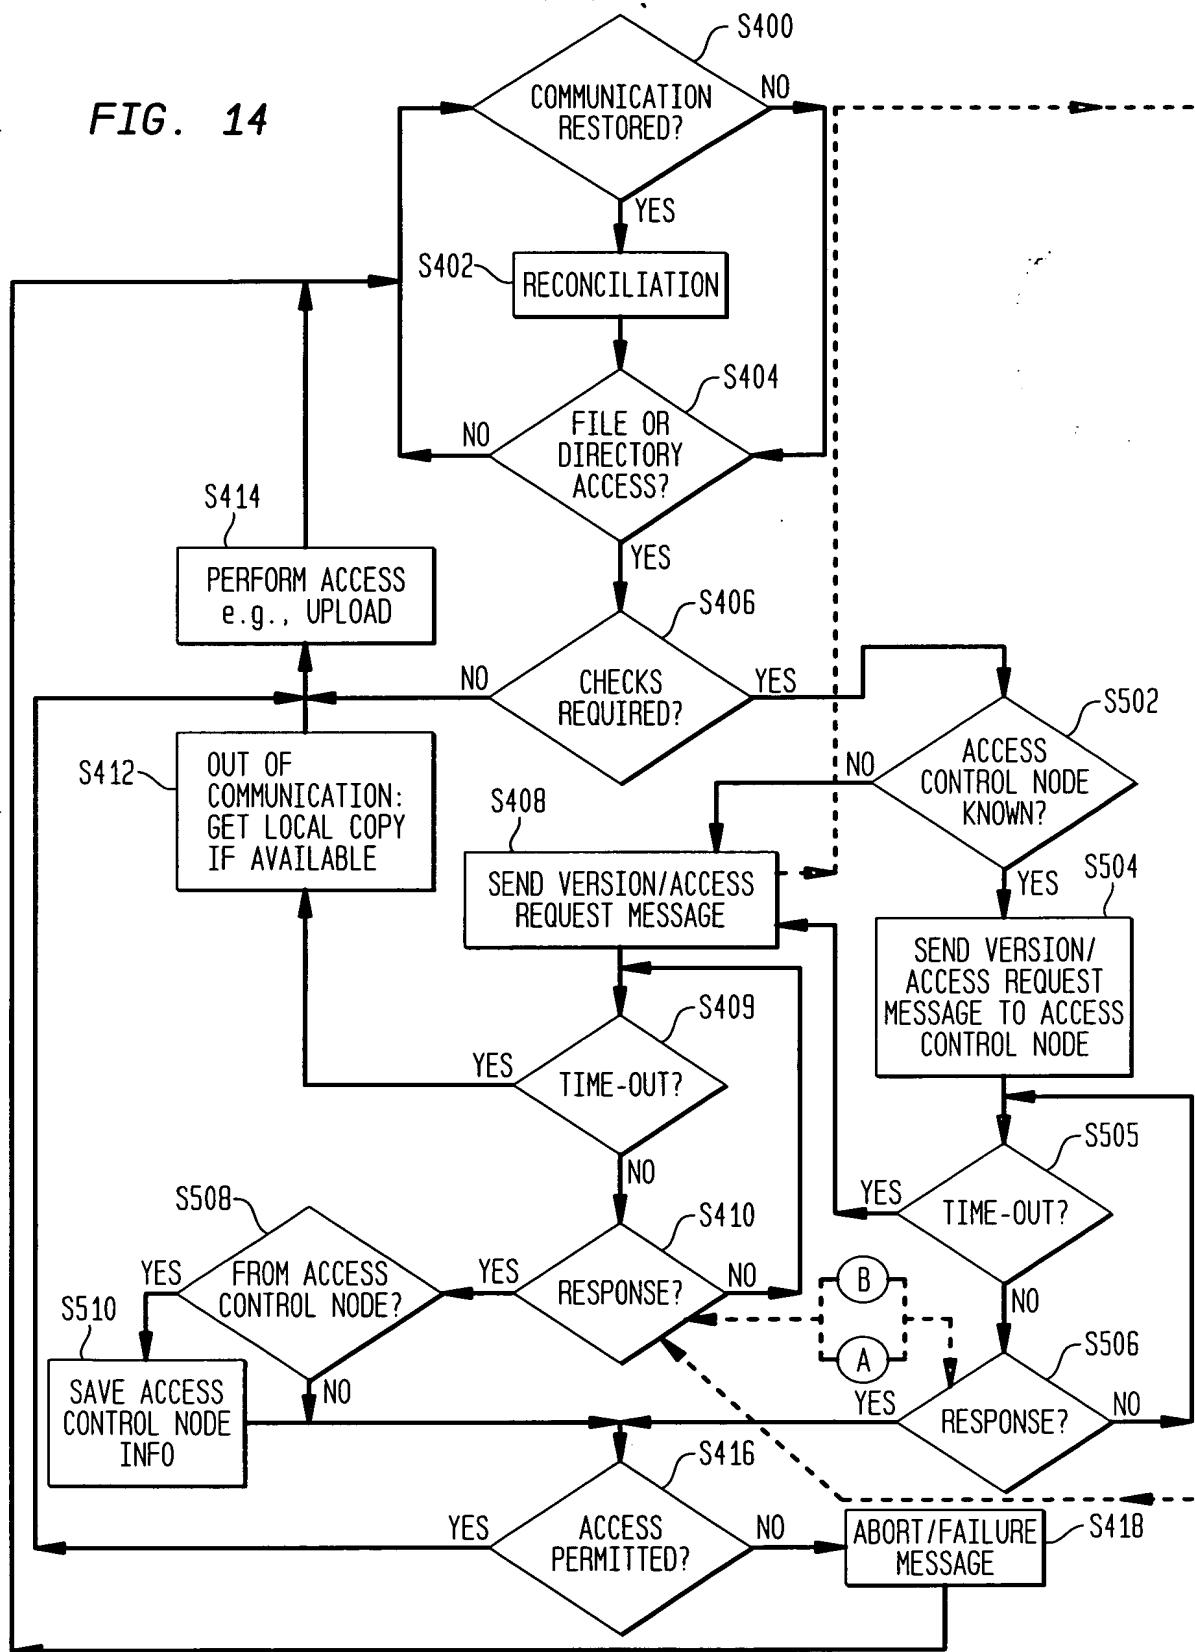 FIG. 14
S400
COMMUNICATION
RESTORED?
NO
YES
S402
RECONCILIATION
S404
FILE OR
DIRECTORY
ACCESS?
NO
YES
S414
PERFORM ACCESS
e.g., UPLOAD
S406
CHECKS
REQUIRED?
NO
YES
S502
ACCESS
CONTROL NODE
KNOWN?
NO
YES
S412
OUT OF
COMMUNICATION:
GET LOCAL COPY
IF AVAILABLE
S408
SEND VERSION/ACCESS
REQUEST MESSAGE
S504
SEND VERSION/
ACCESS REQUEST
MESSAGE TO ACCESS
CONTROL NODE
S409
TIME-OUT?
YES
NO
S505
TIME-OUT?
YES
NO
S508
FROM ACCESS
CONTROL NODE?
YES
NO
S410
RESPONSE?
YES
NO
B
A
S506
RESPONSE?
YES
NO
S510
SAVE ACCESS
CONTROL NODE
INFO
S416
ACCESS
PERMITTED?
YES
NO
S418
ABORT/FAILURE
MESSAGE